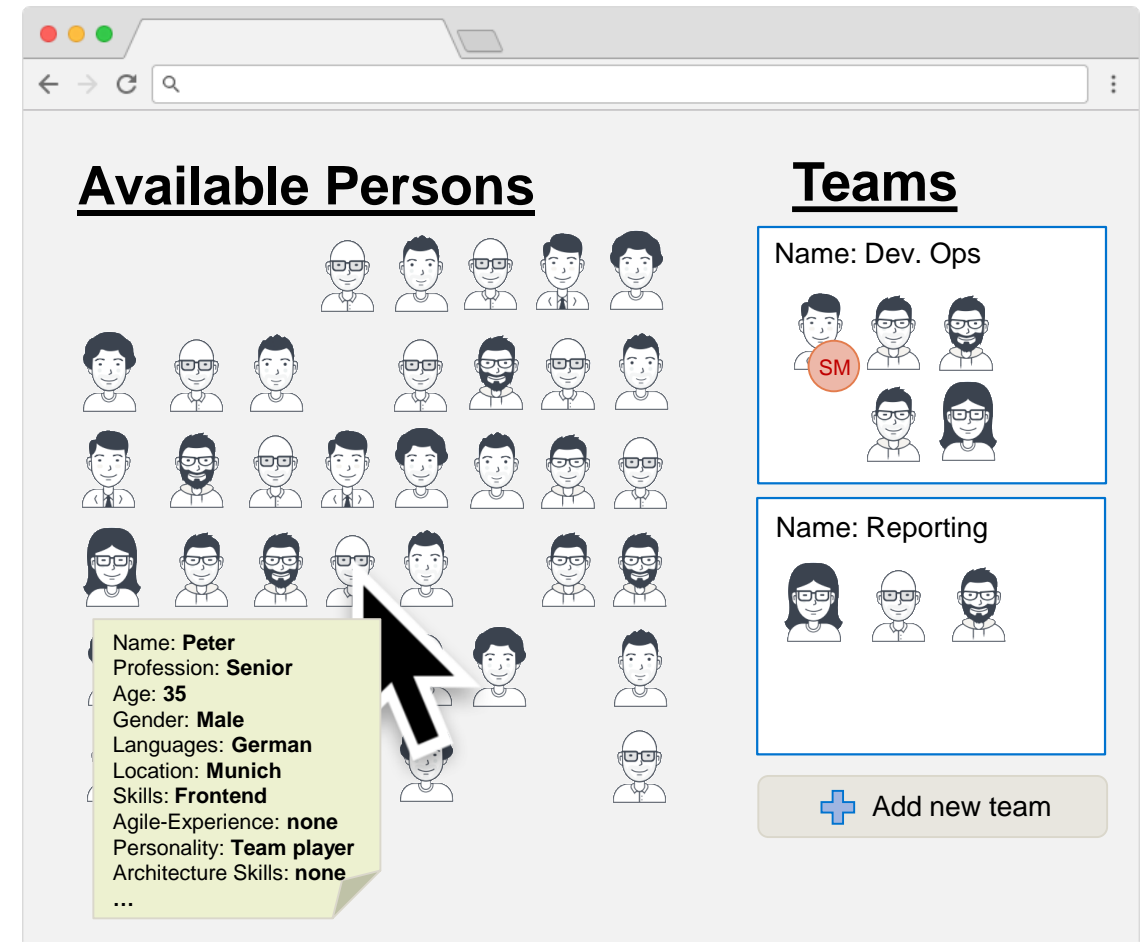 Available Persons
Teams
Name: Dev. Ops
SM
Name: Reporting
Name: Peter
Profession: Senior
Age: 35
Gender: Male
Languages: German
Location: Munich
Skills: Frontend
Agile-Experience: none
Personality: Team player
Architecture Skills: none
…
Add new team